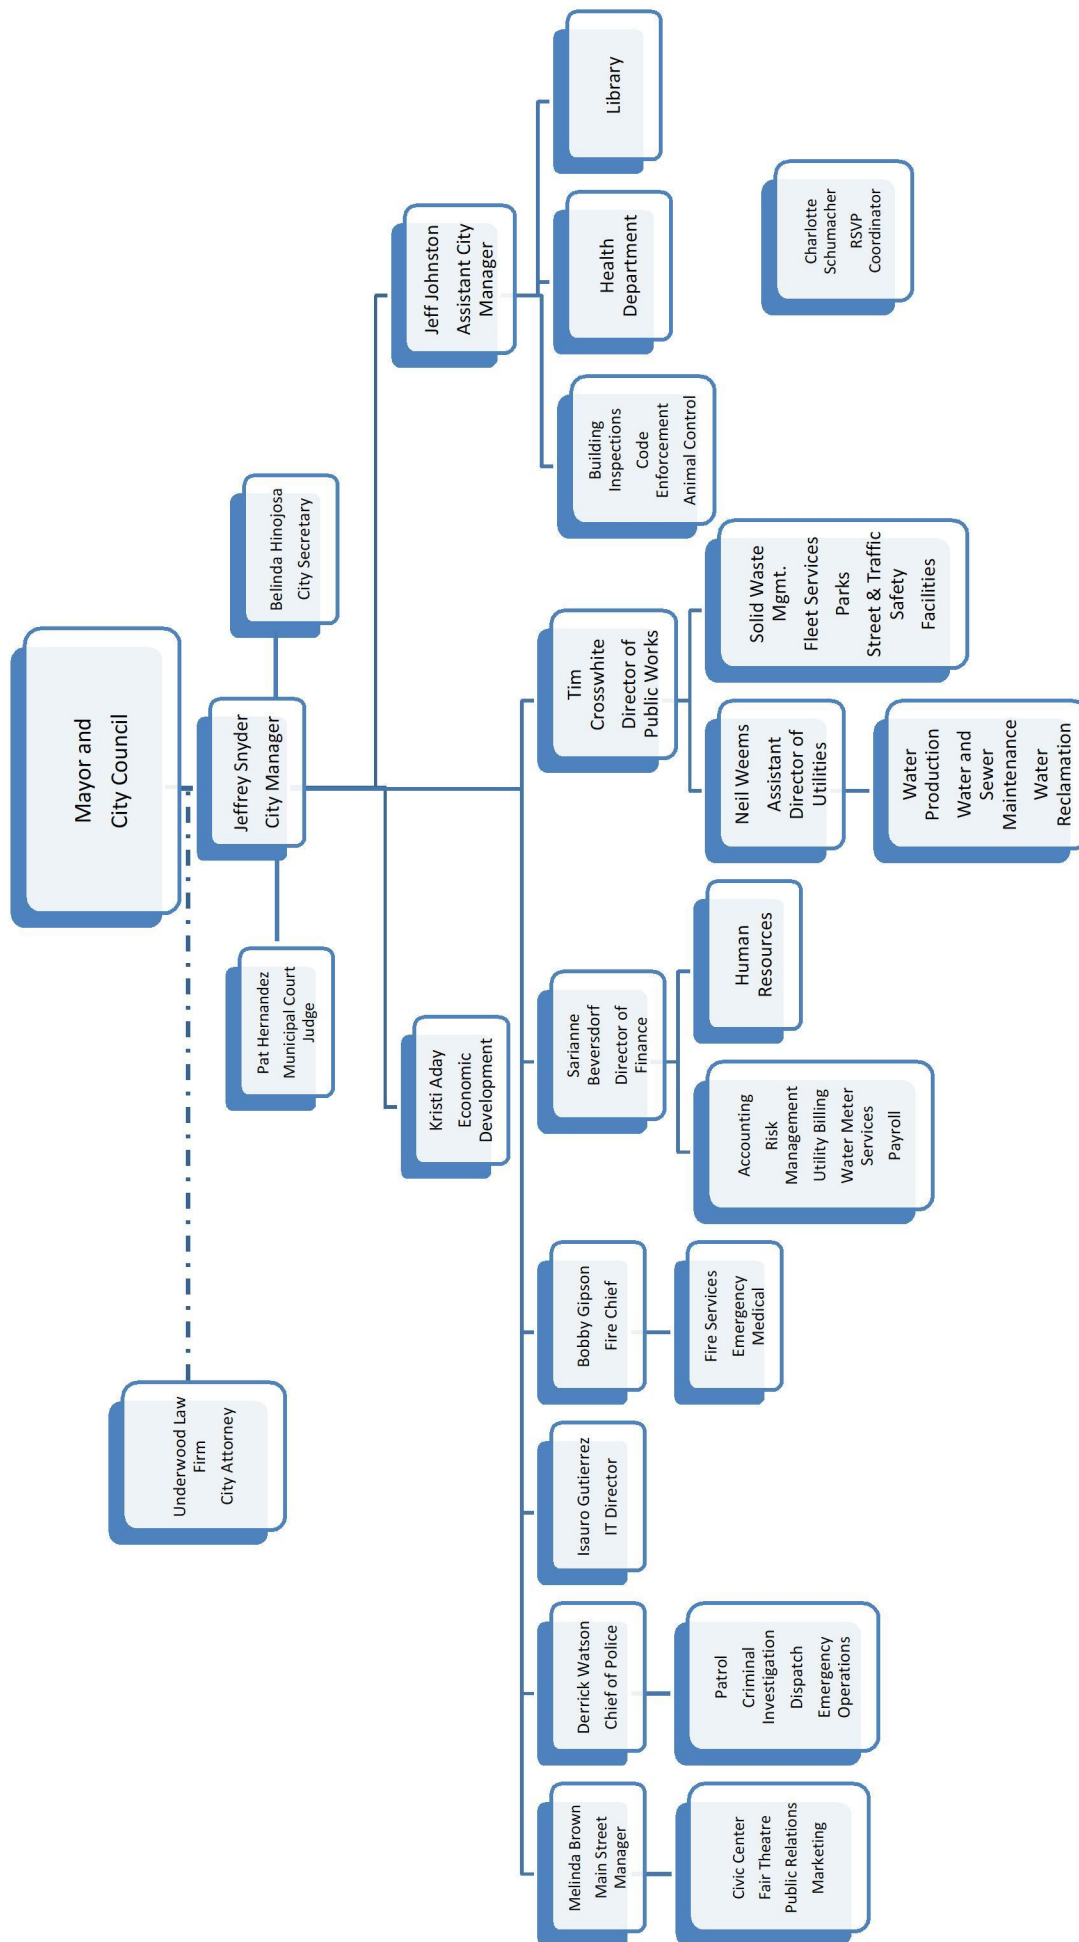 Mayor and
City Council
Underwood Law
Firm
City Attorney
Jeffrey Snyder
City Manager
Pat Hernandez
Municipal Court
Judge
Belinda Hinojosa
City Secretary
Kristi Aday
Economic
Development
Jeff Johnston
Assistant City
Manager
Melinda Brown
Main Street
Manager
Derrick Watson
Chief of Police
Isauro Gutierrez
IT Director
Bobby Gipson
Fire Chief
Sarianne
Beversdorf
Director of
Finance
Tim
Crosswhite
Director of
Public Works
Building
Inspections
Code
Enforcement
Animal Control
Health
Department
Library
Civic Center
Fair Theatre
Public Relations
Marketing
Patrol
Criminal
Investigation
Dispatch
Emergency
Operations
Fire Services
Emergency
Medical
Accounting
Risk
Management
Utility Billing
Water Meter
Services
Payroll
Human
Resources
Neil Weems
Assistant
Director of
Utilities
Solid Waste
Mgmt.
Fleet Services
Parks
Street & Traffic
Safety
Facilities
Charlotte
Schumacher
RSVP
Coordinator
Water
Production
Water and
Sewer
Maintenance
Water
Reclamation